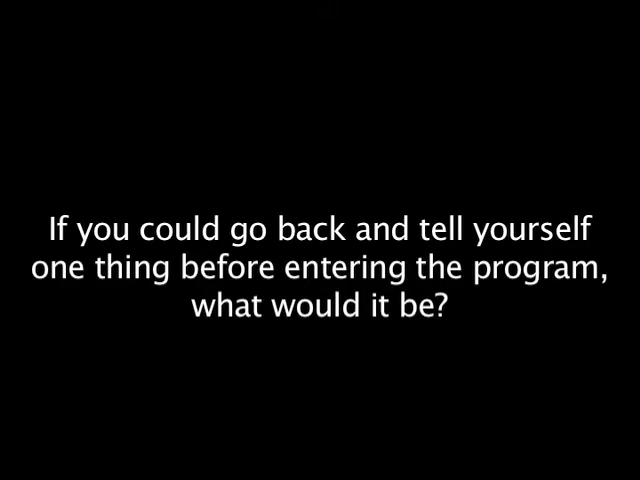 If you could go back and tell yourself
one thing before entering the program,
what would it be?